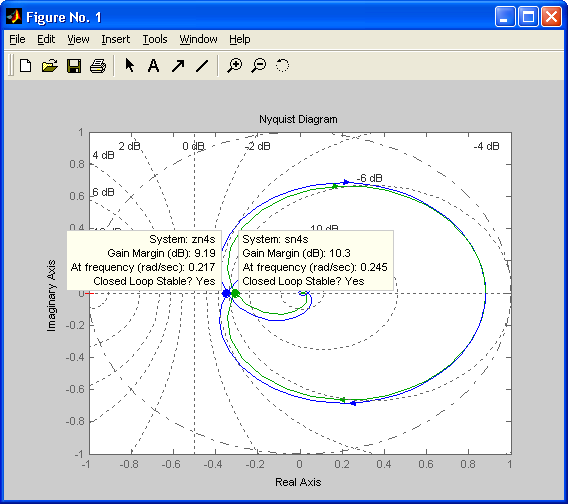 Figure No. 1
File Edit View Insert Tools Window Help
Nyquist Diagram
1
2 dB
0 dB
-2 dB
-4 dB
4 dB
0.8
-6 dB
6 dB
0.6
10 dB
0.4
System: zn4s
Gain Margin (dB): 9.19
At frequency (rad/sec): 0.217
Closed Loop Stable? Yes
System: sn4s
Gain Margin (dB): 10.3
At frequency (rad/sec): 0.245
Closed Loop Stable? Yes
Imaginary Axis
0
-0.2
-0.4
-0.6
-0.8
-1
-1 -0.8 -0.6 -0.4 -0.2 0 0.2 0.4 0.6 0.8 1
Real Axis